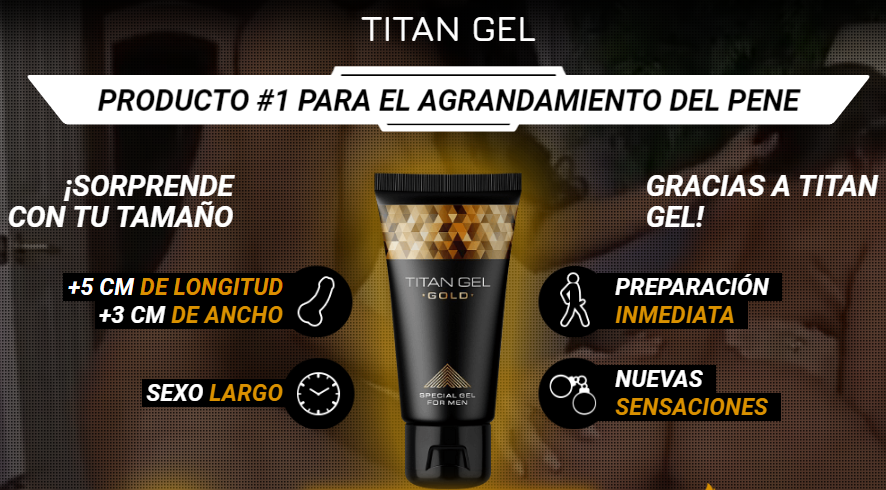 TITAN GEL
PRODUCTO #1 PARA EL AGRANDAMIENTO DEL PENE
¡SORPRENDE
CON TU TAMAÑO
GRACIAS A TITAN
GEL!
+5 CM DE LONGITUD
+3 CM DE ANCHO
SEXO LARGO
TITAN GEL
·GOLD·
SPECIAL GEL
FOR MEN
PREPARACIÓN
INMEDIATA
NUEVAS
SENSACIONES